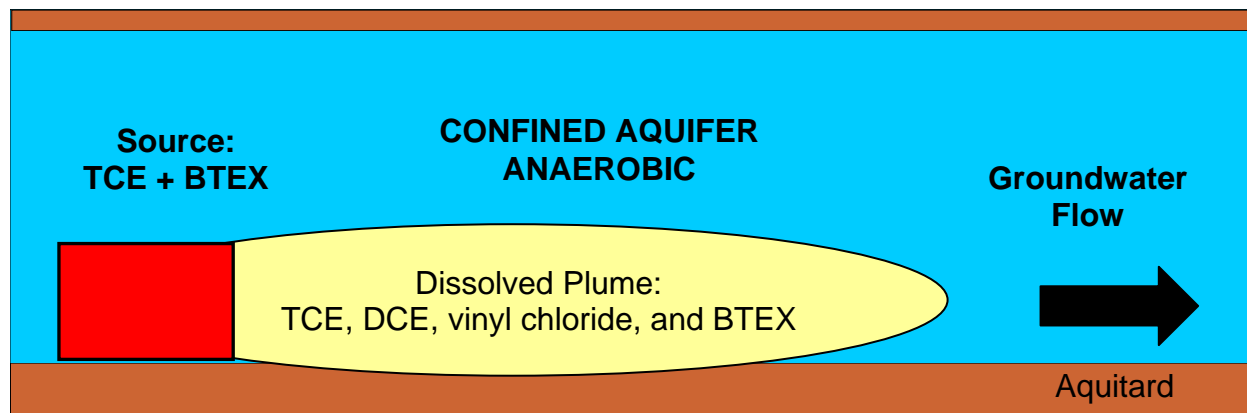 Source:
TCE + BTEX
CONFINED AQUIFER
ANAEROBIC
Groundwater
Flow
Dissolved Plume:
TCE, DCE, vinyl chloride, and BTEX
Aquitard